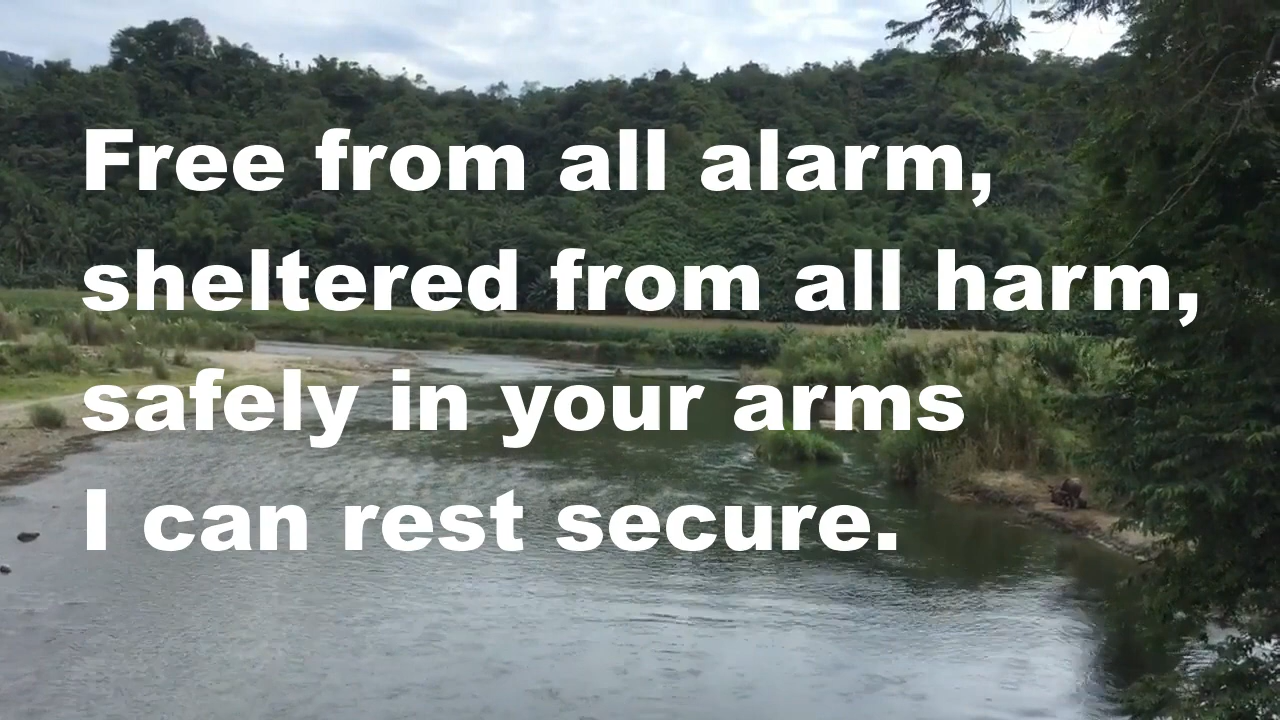 Free from all alarm,
sheltered from all harm,
safely in your arms
I can rest secure.